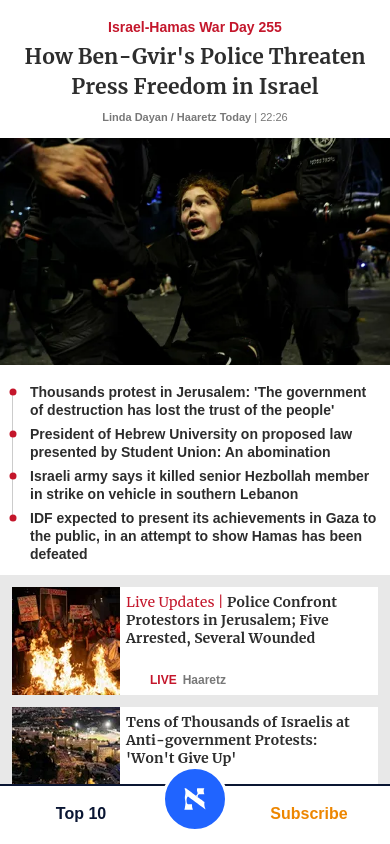 Israel-Hamas War Day 255
How Ben-Gvir's Police Threaten
Press Freedom in Israel
Linda Dayan / Haaretz Today | 22:26
Thousands protest in Jerusalem: 'The government
of destruction has lost the trust of the people'
President of Hebrew University on proposed law
presented by Student Union: An abomination
Israeli army says it killed senior Hezbollah member
in strike on vehicle in southern Lebanon
IDF expected to present its achievements in Gaza to
the public, in an attempt to show Hamas has been
defeated
Live Updates | Police Confront
Protestors in Jerusalem; Five
Arrested, Several Wounded
LIVE Haaretz
Tens of Thousands of Israelis at
Anti-government Protests:
'Won't Give Up'
Top 10
Subscribe